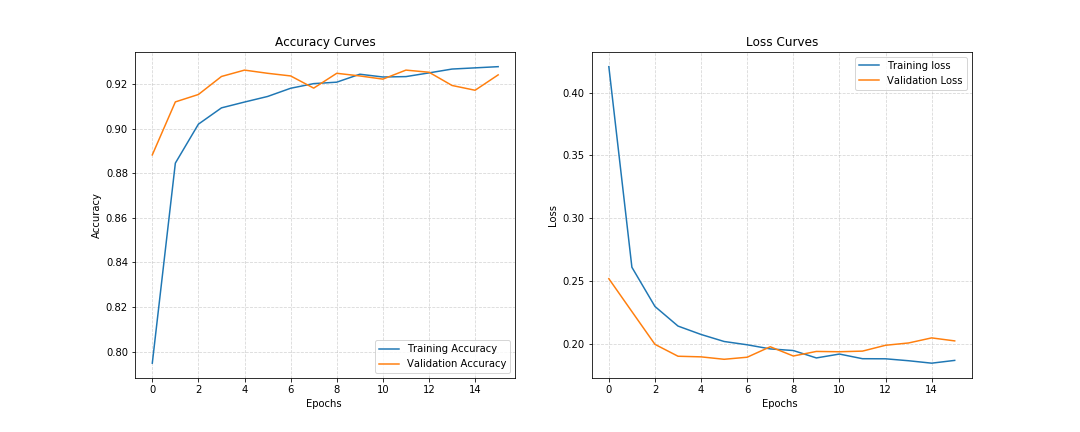 Accuracy Curves
Accuracy
0.92
0.90
0.88
0.86
0.84
0.82
0.80
0
2
4
6
8
10
12
14
Epochs
Training Accuracy
Validation Accuracy
Loss Curves
Loss
0.40
0.35
0.30
0.25
0.20
0
2
4
6
8
10
12
14
Epochs
Training loss
Validation Loss